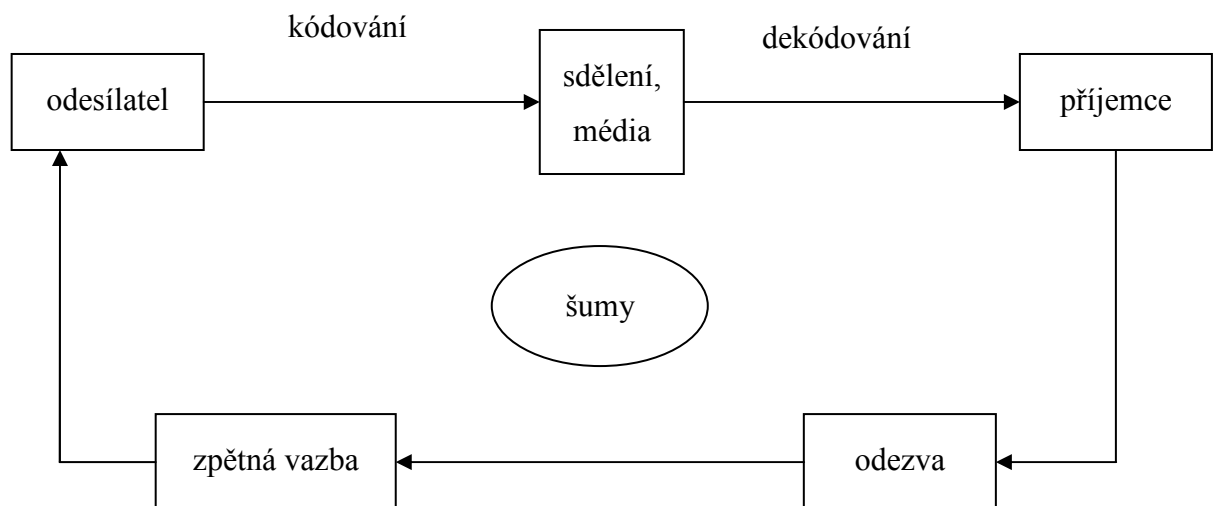 kódování
dekódování
odesílatel
sdělení,
média
příjemce
šumy
zpětná vazba
odezva